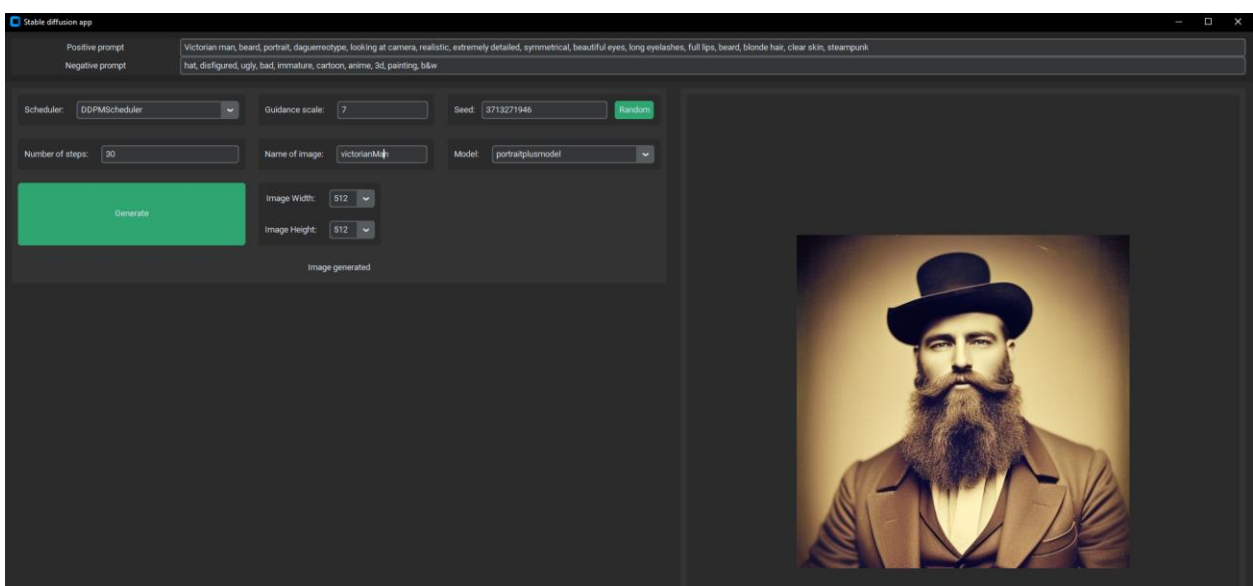 Stable diffusion app
Positive prompt Victorian man, beard, portrait, daguerreotype, looking at camera, realistic, extremely detailed, symmetrical, beautiful eyes, long eyelashes, full lips, beard, blonde hair, clear skin, steampunk
Negative prompt hat, disfigured, ugly, bad, immature, cartoon, anime, 3d, painting, b&w
Scheduler: DDPMScheduler Guidance scale: 7 Seed: 3713271946 Random
Number of steps: 30 Name of image: victorianMan Model: portraitplusmodel
Generate
Image Width: 512
Image Height: 512
Image generated